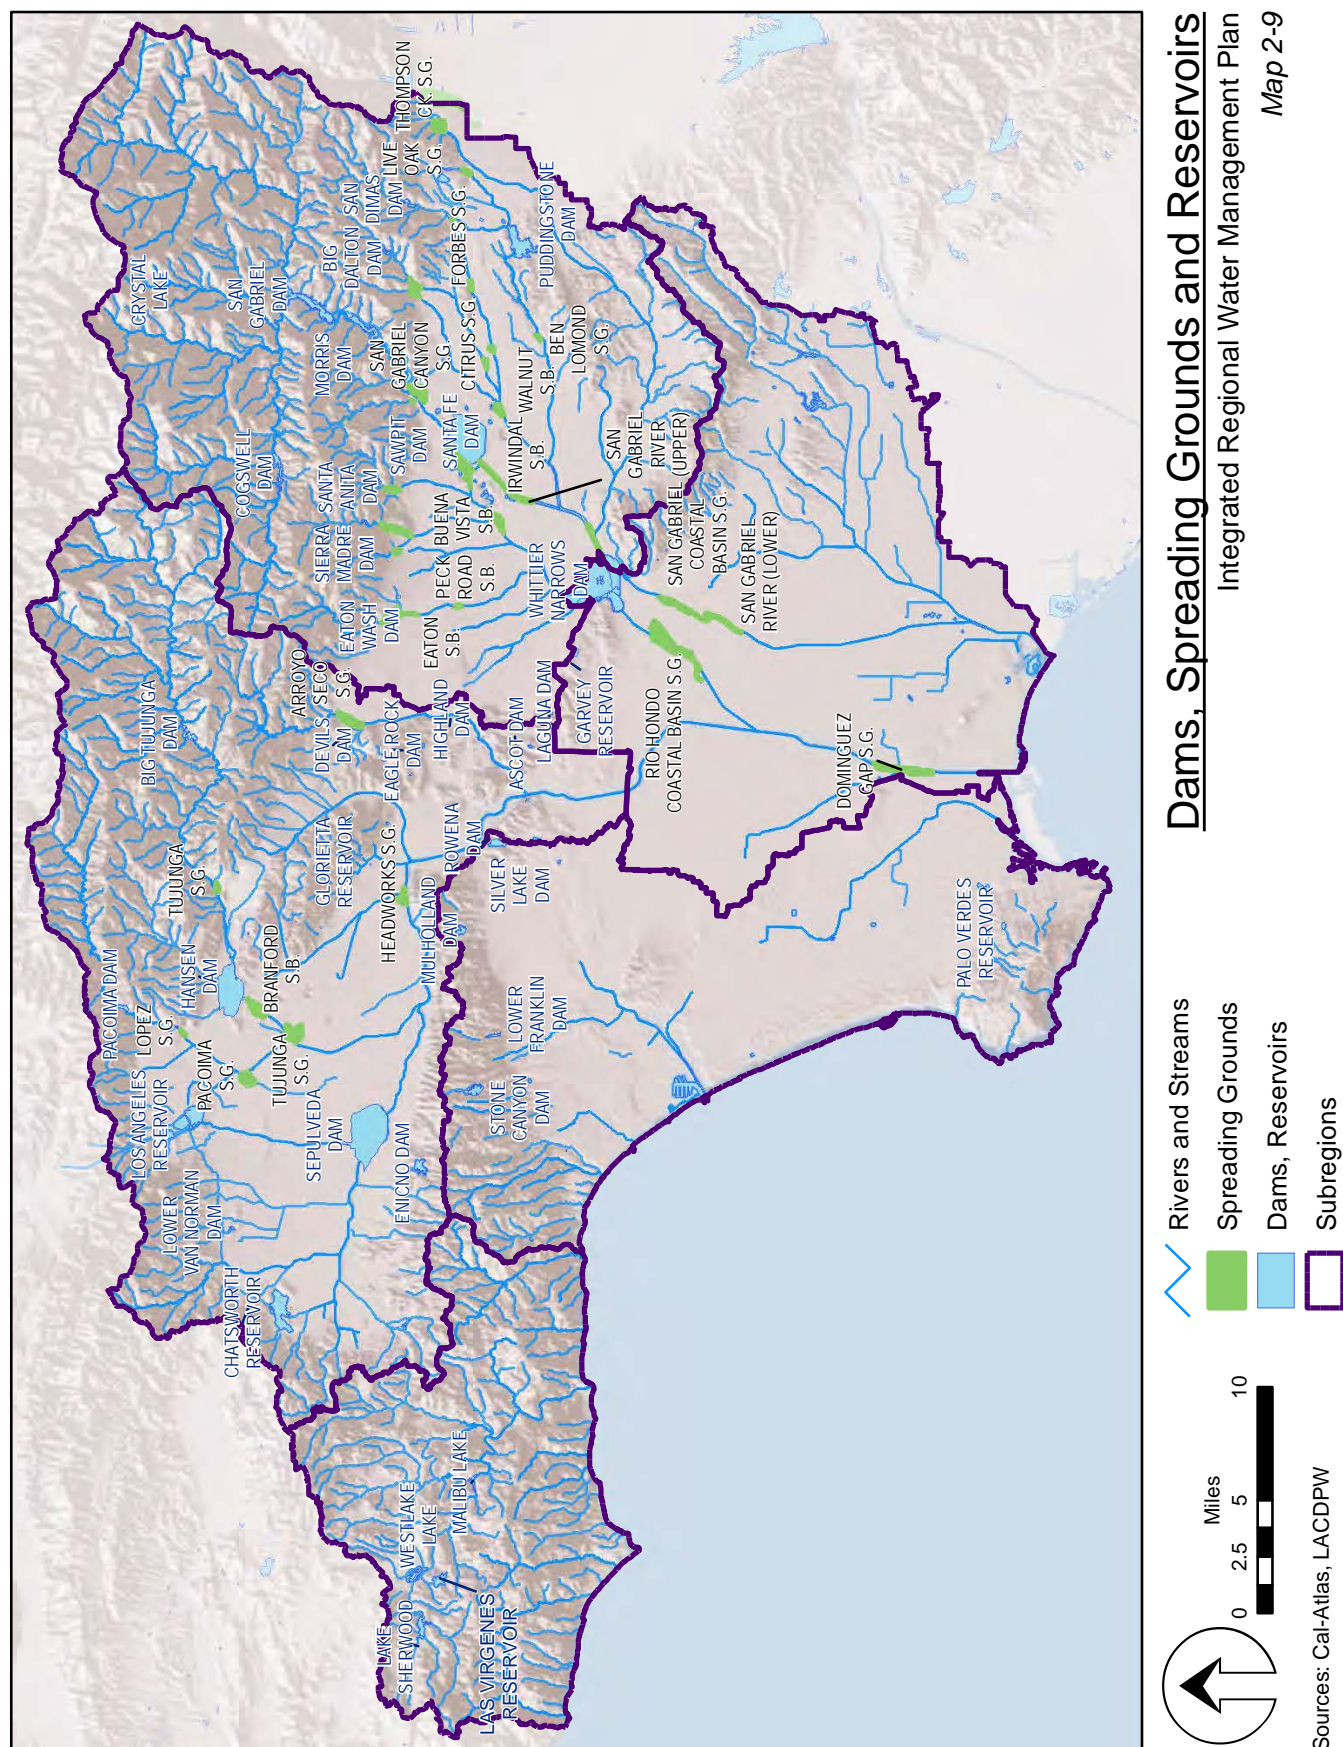 Dams, Spreading Grounds and Reservoirs
Integrated Regional Water Management Plan
Map 2-9
LAKE
SHERWOOD
WESTLAKE
LAKE
MALIBU LAKE
LAS VIRGENES
RESERVOIR
CHATSWORTH
RESERVOIR
LOWER
VAN NORMAN
DAM
LOS ANGELES
RESERVOIR
PACOIMA DAM
LOPEZ
S.G.
PACOIMA
S.G.
HANSEN
DAM
TUJUNGA
S.G.
BRANFORD
S.B.
TUJUNGA
S.G.
SEPULVEDA
DAM
ENICNO DAM
STONE
CANYON
DAM
LOWER
FRANKLIN
DAM
BIG TUJUNGA
DAM
GLORIETTA
RESERVOIR
HEADWORKS S.G.
MULHOLLAND
DAM
ROWENA
DAM
SILVER
LAKE
DAM
ARROYO
SECO
S.G.
DEVILS
DAM
EAGLE ROCK
DAM
HIGHLAND
DAM
ASCOT DAM
LAGUNA DAM
GARVEY
RESERVOIR
EATON
WASH
DAM
EATON
S.B.
SIERRA
MADRE
DAM
SANTA
ANITA
DAM
PECK
ROAD
S.B.
BUENA
VISTA
S.B.
SAWPIT
DAM
SANTA FE
DAM
COGSWELL
DAM
CRYSTAL
LAKE
SAN
GABRIEL
DAM
MORRIS
DAM
SAN
GABRIEL
CANYON
S.G.
BIG
DALTON
DAM
SAN
DIMAS
DAM
LIVE
OAK
S.G.
THOMPSON
CK. S.G.
FORBES S.G.
CITRUS S.G.
PUDDINGSTONE
DAM
IRWINDAL
S.B.
WALNUT
S.B.
BEN
LOMOND
S.G.
WHITTIER
NARROWS
DAM
SAN
GABRIEL
RIVER
(UPPER)
SAN GABRIEL
COASTAL
BASIN S.G.
SAN GABRIEL
RIVER (LOWER)
RIO HONDO
COASTAL BASIN S.G.
DOMINGUEZ
GAP S.G.
PALO VERDES
RESERVOIR
0 2.5 5 10
Miles
Rivers and Streams
Spreading Grounds
Dams, Reservoirs
Subregions
Sources: Cal-Atlas, LACDPW